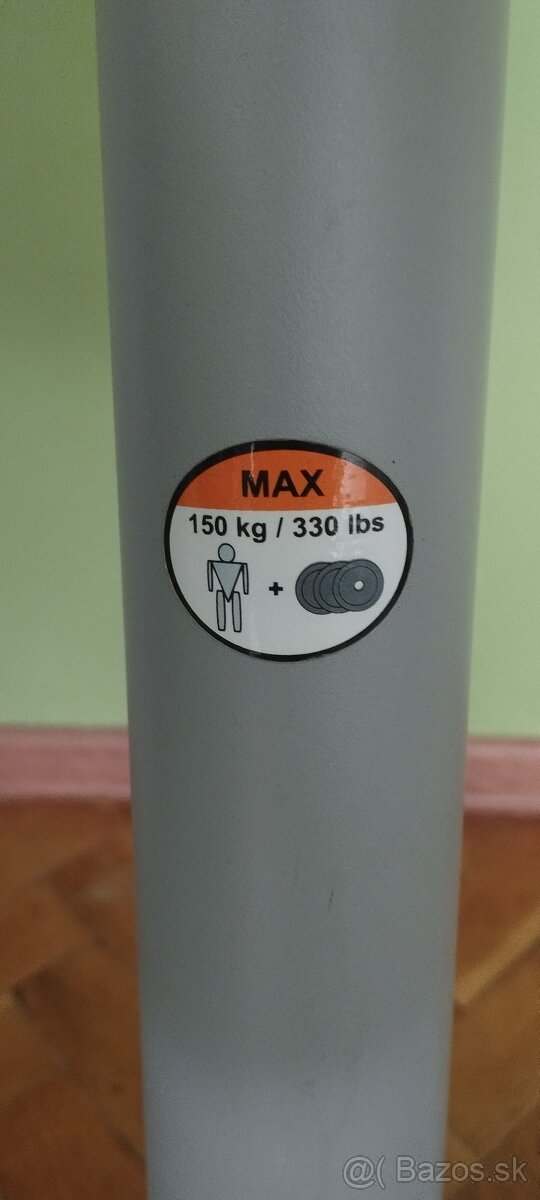 MAX
150 kg / 330 lbs
+
@( Bazos.sk